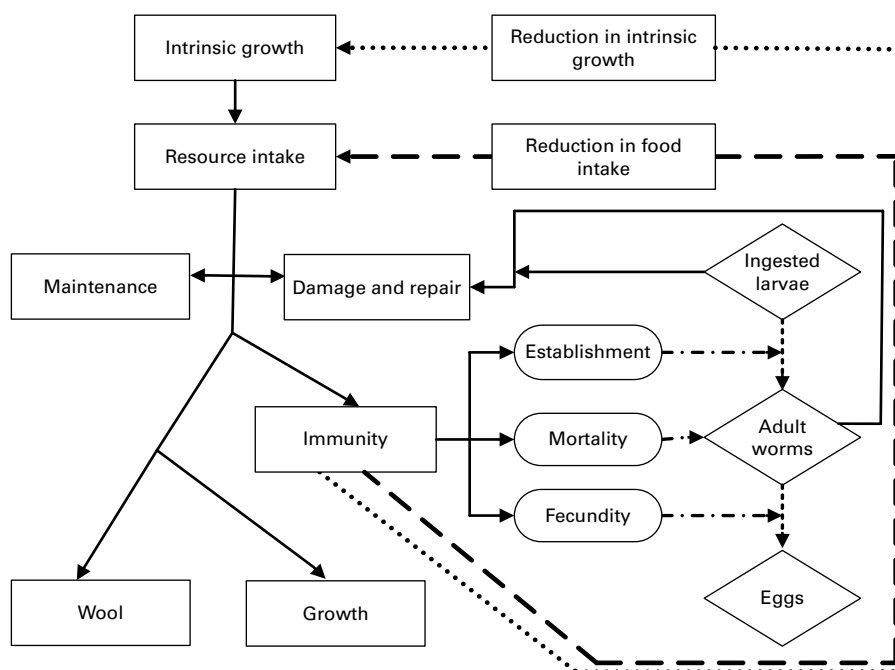 Intrinsic growth
Reduction in intrinsic
growth
Resource intake
Reduction in food
intake
Maintenance
Damage and repair
Ingested
larvae
Establishment
Immunity
Mortality
Adult
worms
Fecundity
Wool
Growth
Eggs